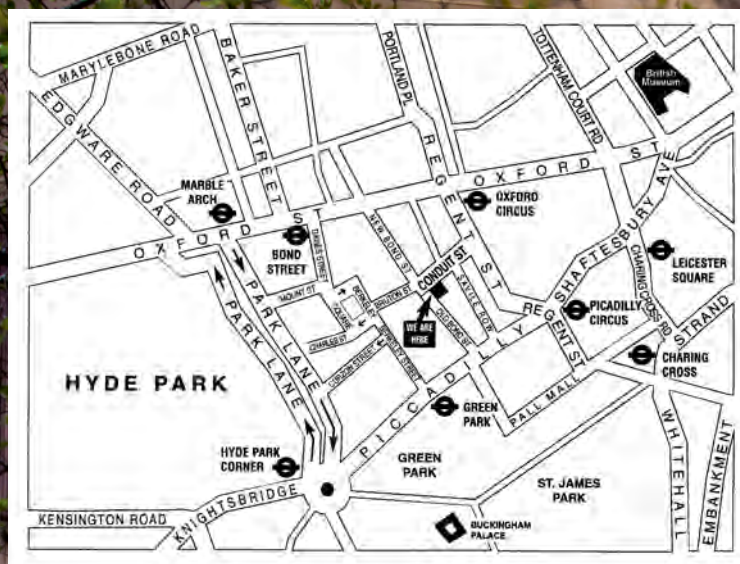 MARYLEBONE ROAD
EDGWARE ROAD
BAKER STREET
PORTLAND PL
TOTTENHAM COURT RD
British
Museum
REGENT ST
OXFORD ST
MARBLE
ARCH
OXFORD
CIRCUS
OXFORD S
BOND
STREET
DAVIES STREET
NEW BOND ST
CONDUIT ST.
SAVILE ROW
SHAFTESBURY AVE
LEICESTER
SQUARE
CHARING CROSS RD
MOUNT ST
BERKELEY
SQUARE
BRUTON ST
WE ARE
HERE
OLD BOND ST
REGENT ST
PICADILLY
CIRCUS
STRAND
CHARLES ST
CURZON STREET
BERKELEY STREET
CHARING
CROSS
PARK LANE
PARK LANE
HYDE PARK
PICCADILLY
PALL MALL
GREEN
PARK
GREEN
PARK
HYDE PARK
CORNER
ST. JAMES
PARK
WHITEHALL
EMBANKMENT
KENSINGTON ROAD
KNIGHTSBRIDGE
BUCKINGHAM
PALACE